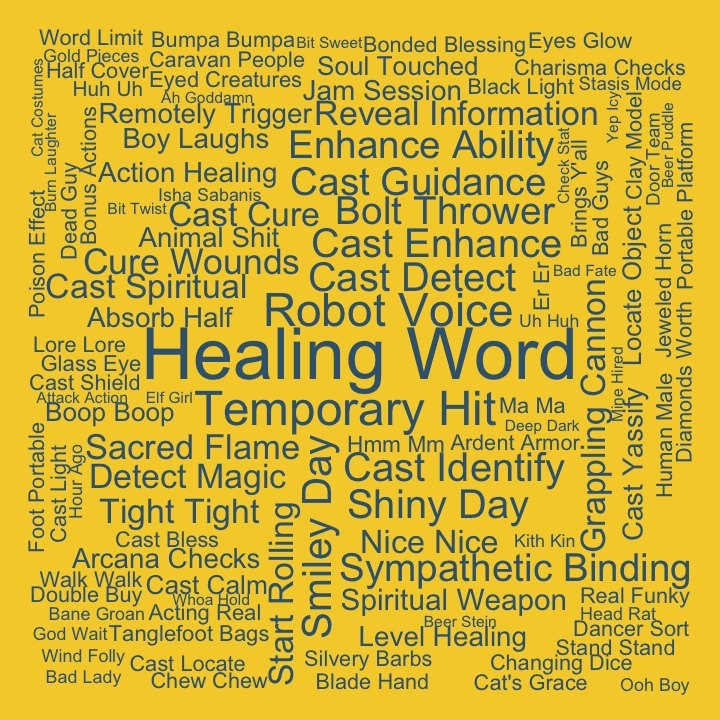 Word Limit
Bumpa Bumpa
Bit Sweet
Bonded Blessing
Eyes Glow
Gold Pieces
Caravan People
Half Cover
Soul Touched
Charisma Checks
Huh Uh
Eyed Creatures
Jam Session
Black Light
Stasis Mode
Ah Goddamn
Remotely Trigger
Reveal Information
Boy Laughs
Enhance Ability
Cat Costumes
Burn Laughter
Bonus Actions
Dead Guy
Poison Effect
Check Stat
Brings Y'all
Bad Guys
Yep Icy
Clay Model
Door Team
Beer Puddle
Portable Platform
Action Healing
Cast Guidance
Isha Sabanis
Bit Twist
Cast Cure
Bolt Thrower
Animal Shit
Cast Enhance
Cure Wounds
Cast Detect
Er Er
Bad Fate
Locate Object
Jeweled Horn
Cast Spiritual
Robot Voice
Absorb Half
Uh Huh
Healing Word
Lore Lore
Glass Eye
Cast Shield
Attack Action
Elf Girl
Boop Boop
Temporary Hit
Ma Ma
Deep Dark
Grappling Cannon
Mine Hired
Cast Yassify
Human Male
Diamonds Worth
Sacred Flame
Hmm Mm
Ardent Armor
Detect Magic
Cast Identify
Foot Portable
Cast Light
Hour Ago
Tight Tight
Smiley Day
Shiny Day
Start Rolling
Cast Bless
Nice Nice
Kith Kin
Arcana Checks
Sympathetic Binding
Walk Walk
Cast Calm
Double Buy
Whoa Hold
Spiritual Weapon
Real Funky
Bane Groan
Acting Real
Beer Stein
Head Rat
God Wait
Tanglefoot Bags
Level Healing
Dancer Sort
Stand Stand
Wind Folly
Cast Locate
Silvery Barbs
Changing Dice
Bad Lady
Chew Chew
Blade Hand
Cat's Grace
Ooh Boy